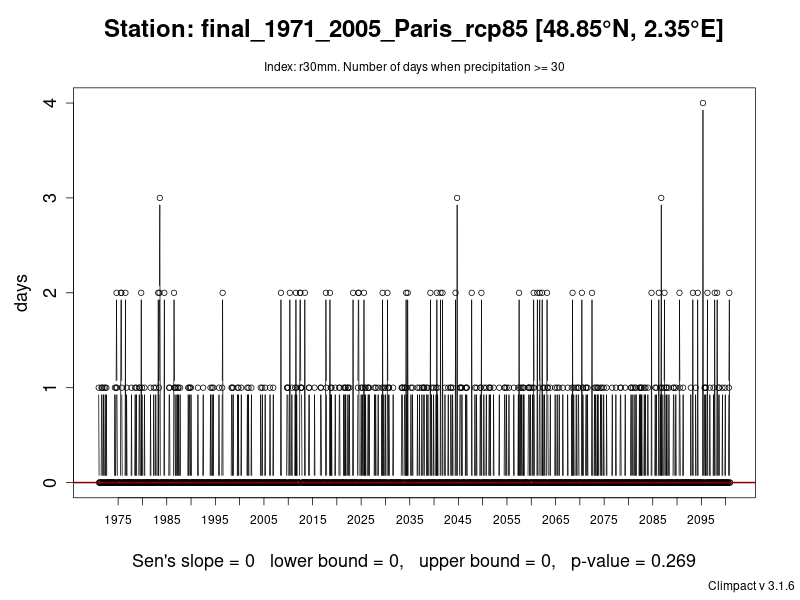 Station: final_1971_2005_Paris_rcp85 [48.85°N, 2.35°E]
Index: r30mm. Number of days when precipitation >= 30
4
3
2
1
0
days
1975 1985 1995 2005 2015 2025 2035 2045 2055 2065 2075 2085 2095
Sen's slope = 0 lower bound = 0, upper bound = 0, p-value = 0.269
Climpact v 3.1.6